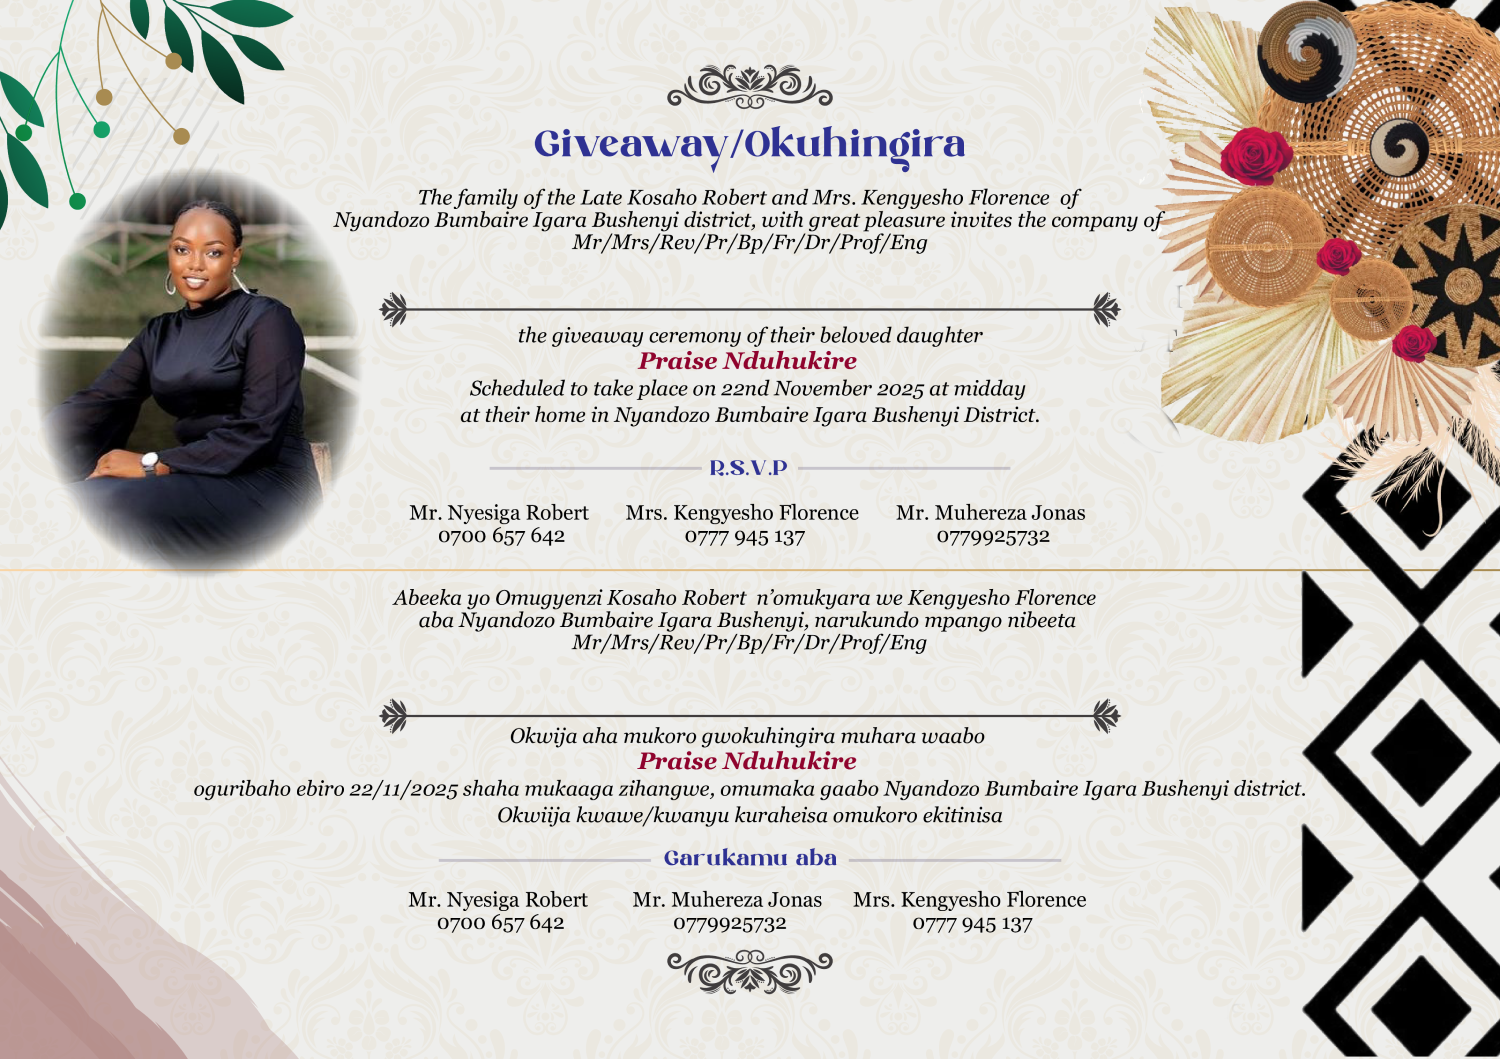 Giveaway/Okuhingira
The family of the Late Kosaho Robert and Mrs. Kengyesho Florence of
Nyandozo Bumbaire Igara Bushenyi district, with great pleasure invites the company of
Mr/Mrs/Rev/Pr/Bp/Fr/Dr/Prof/Eng
the giveaway ceremony of their beloved daughter
Praise Nduhukire
Scheduled to take place on 22nd November 2025 at midday
at their home in Nyandozo Bumbaire Igara Bushenyi District.
R.S.V.P
Mr. Nyesiga Robert Mrs. Kengyesho Florence Mr. Muhereza Jonas
0700 657 642 0777 945 137 0779925732
Abeeka yo Omugyenzi Kosaho Robert n’omukyara we Kengyesho Florence
aba Nyandozo Bumbaire Igara Bushenyi, narukundo mpango nibeeta
Mr/Mrs/Rev/Pr/Bp/Fr/Dr/Prof/Eng
Okwija aha mukoro gwokuhingira muhara waabo
Praise Nduhukire
oguribaho ebiro 22/11/2025 shaha mukaaga zihangwe, omumaka gaabo Nyandozo Bumbaire Igara Bushenyi district.
Okwiija kwawe/kwanyu kuraheisa omukoro ekitinisa
Garukamu aba
Mr. Nyesiga Robert Mr. Muhereza Jonas Mrs. Kengyesho Florence
0700 657 642 0779925732 0777 945 137